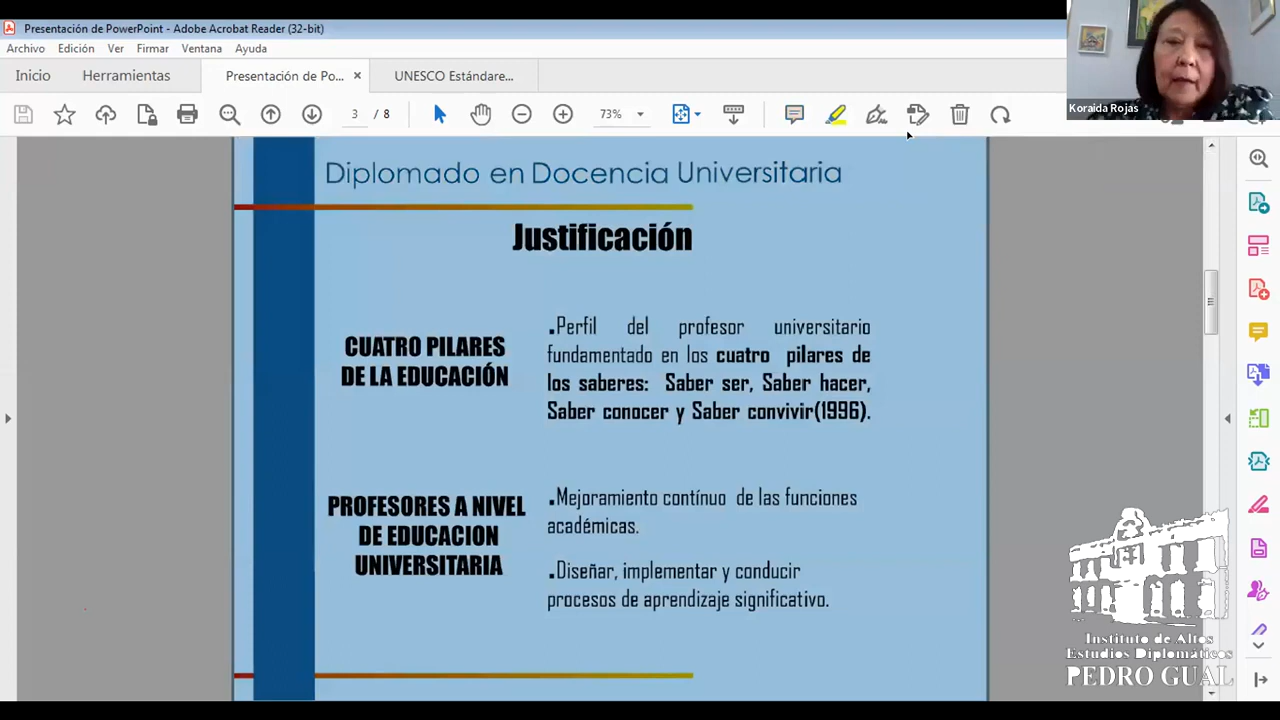 Presentación de PowerPoint - Adobe Acrobat Reader (32-bit)
Archivo Edición Ver Firmar Ventana Ayuda
Inicio Herramientas Presentación de Po... × UNESCO Estándare...
3 / 8 73%
Koraida Rojas
Diplomado en Docencia Universitaria
Justificación
CUATRO PILARES
DE LA EDUCACIÓN
.Perfil del profesor universitario
fundamentado en los cuatro pilares de
los saberes: Saber ser, Saber hacer,
Saber conocer y Saber convivir(1996).
PROFESORES A NIVEL
DE EDUCACION
UNIVERSITARIA
.Mejoramiento contínuo de las funciones
académicas.
.Diseñar, implementar y conducir
procesos de aprendizaje significativo.
Instituto de Altos
Estudios Diplomáticos
PEDRO GUAL